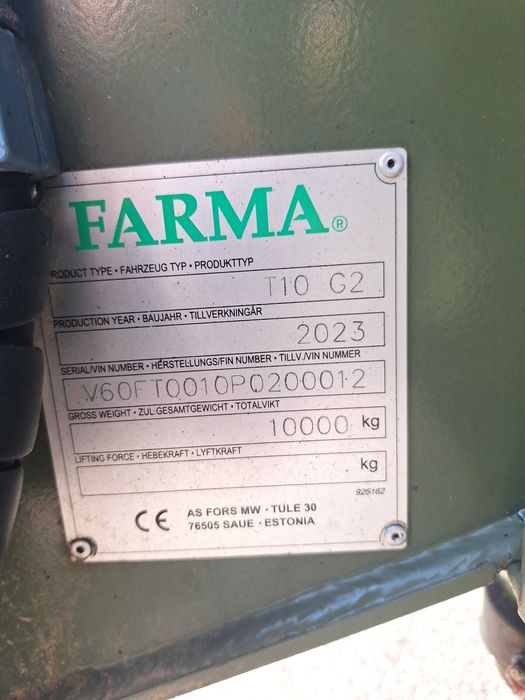 FARMA®
PRODUCT TYPE • FAHRZEUG TYP • PRODUKTTYP
T10 G2
PRODUCTION YEAR • BAUJAHR • TILLVERKNINGÅR
2023
SERIAL/VIN NUMBER • HERSTELLUNGS/FIN NUMBER • TILLV./VIN NUMMER
V60FT0010P0200012
GROSS WEIGHT • ZUL.GESAMTGEWICHT • TOTALVIKT
10000 kg
LIFTING FORCE • HEBEKRAFT • LYFTKRAFT
kg
926162
CE AS FORS MW • TULE 30
76505 SAUE • ESTONIA